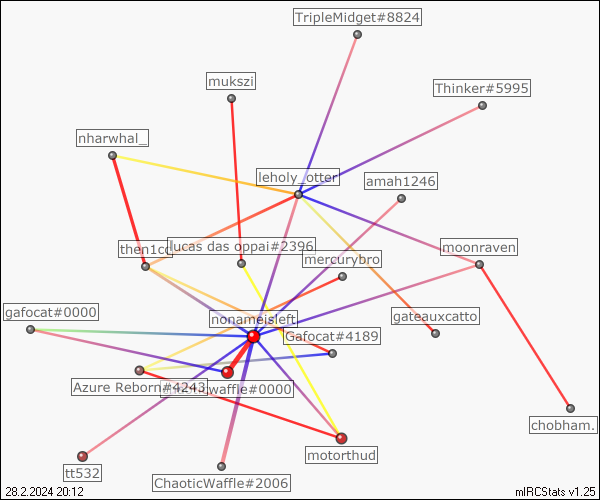 TripleMidget#8824
mukszi
Thinker#5995
nharwhal_
leholy_otter
amah1246
then1cd
lucas das oppai#2396
mercurybro
moonraven
gafocat#0000
nonameisleft
gateauxcatto
Gafocat#4189
Azure Reborn#4243
waffle#0000
chobham.
motorthud
tt532
ChaoticWaffle#2006
28.2.2024 20:12
mIRCStats v1.25